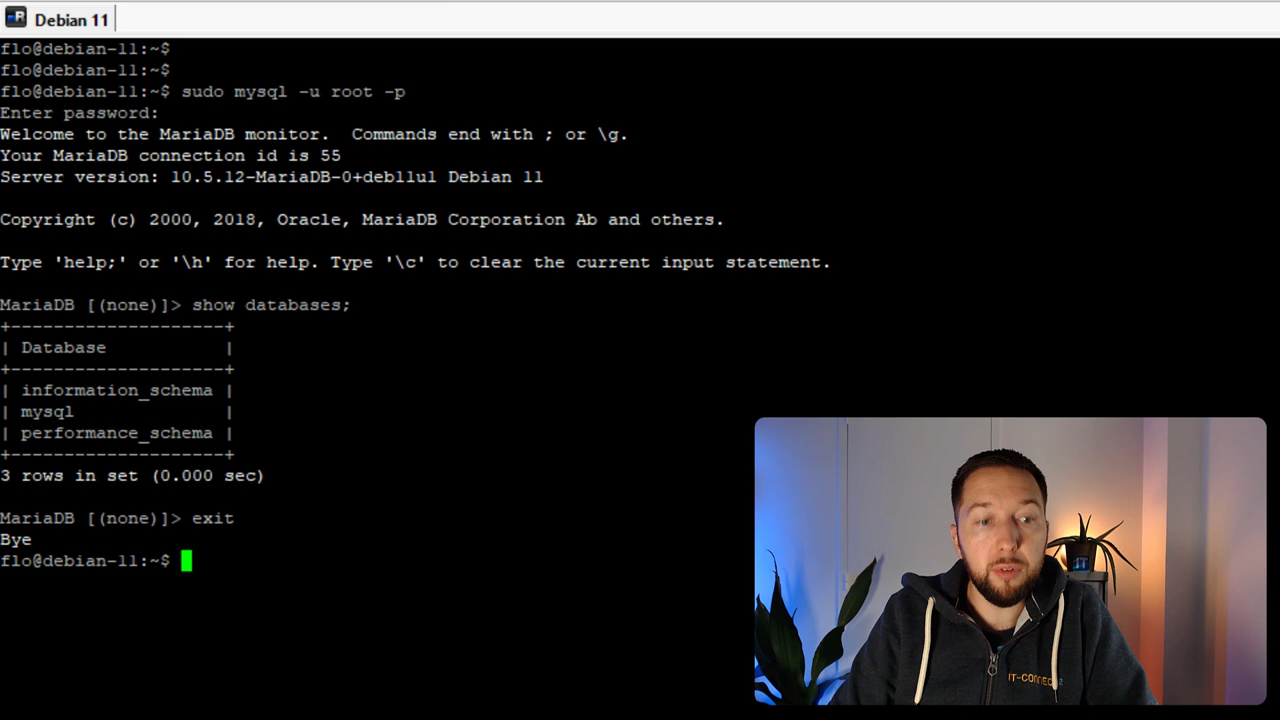 Debian 11
flo@debian-11:~$
flo@debian-11:~$
flo@debian-11:~$ sudo mysql -u root -p
Enter password:
Welcome to the MariaDB monitor.  Commands end with ; or \g.
Your MariaDB connection id is 55
Server version: 10.5.12-MariaDB-0+deb11u1 Debian 11
Copyright (c) 2000, 2018, Oracle, MariaDB Corporation Ab and others.
Type 'help;' or '\h' for help. Type '\c' to clear the current input statement.
MariaDB [(none)]> show databases;
+--------------------+
| Database           |
+--------------------+
| information_schema |
| mysql              |
| performance_schema |
+--------------------+
3 rows in set (0.000 sec)
MariaDB [(none)]> exit
Bye
flo@debian-11:~$
IT